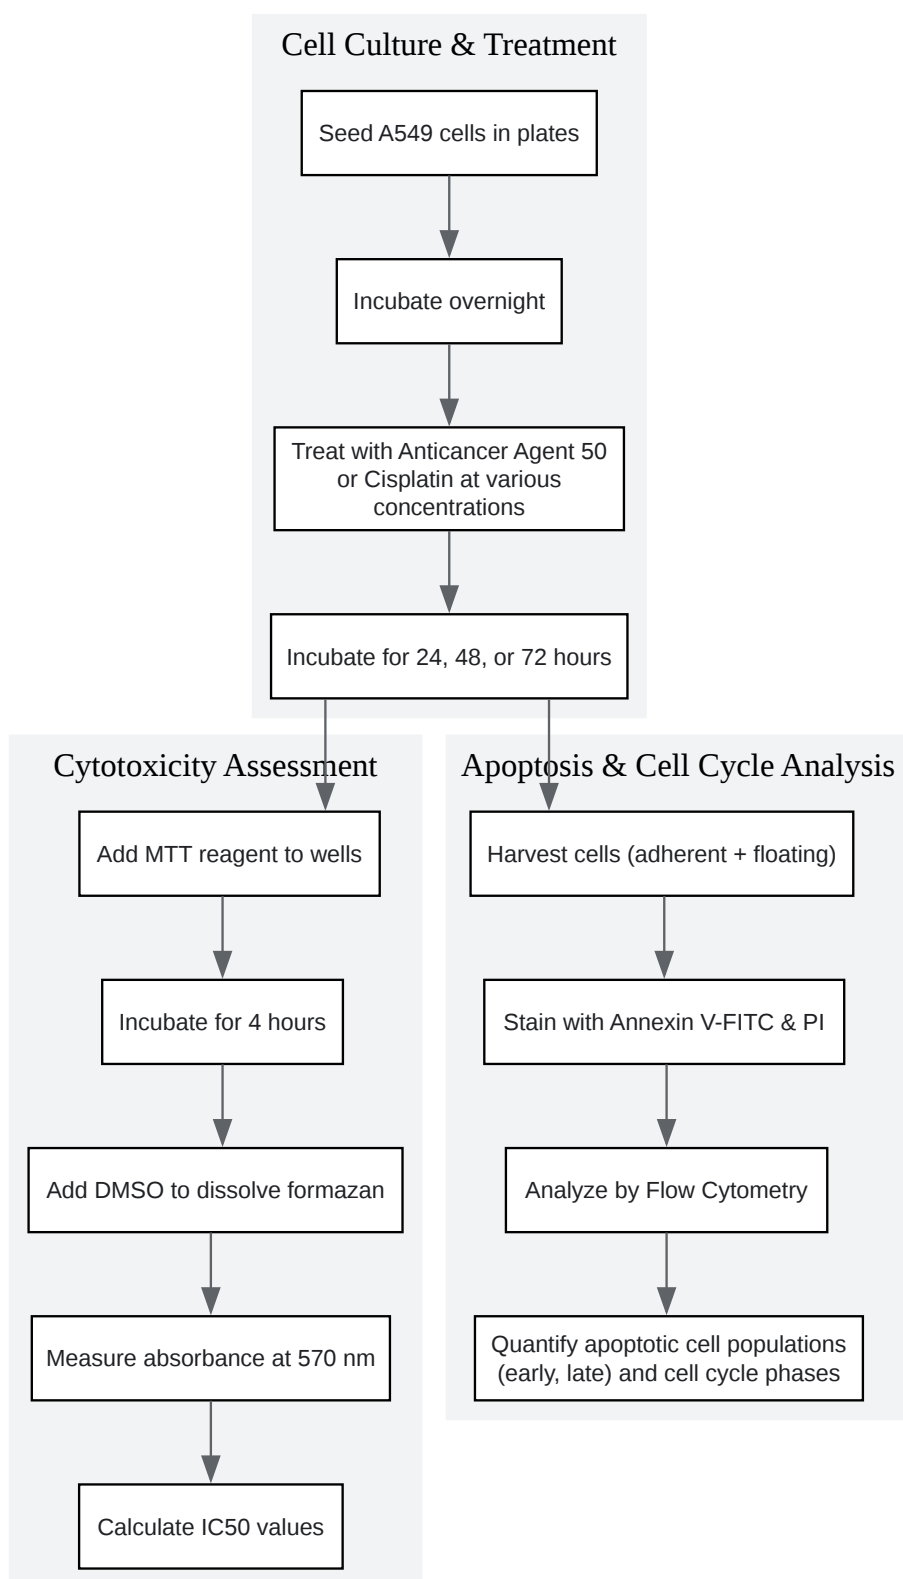 Cell Culture & Treatment
Seed A549 cells in plates
Incubate overnight
Treat with Anticancer Agent 50
or Cisplatin at various
concentrations
Incubate for 24, 48, or 72 hours
Cytotoxicity Assessment
Add MTT reagent to wells
Incubate for 4 hours
Add DMSO to dissolve formazan
Measure absorbance at 570 nm
Calculate IC50 values
Apoptosis & Cell Cycle Analysis
Harvest cells (adherent + floating)
Stain with Annexin V-FITC & PI
Analyze by Flow Cytometry
Quantify apoptotic cell populations
(early, late) and cell cycle phases